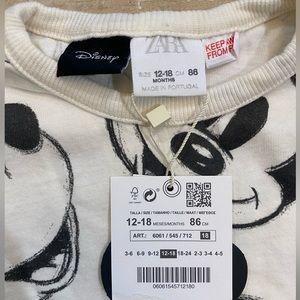 Disney
ZARA
SIZE 12-18 CM 86
MONTHS
MADE IN PORTUGAL
KEEP AW
FROM F
TALLA / SIZE / TAMANHO / TAILLE / MAAT /
12-18 MESES/MONTHS 86 CM
ART.: 6061 / 545 / 712 18
3-6 6-9 9-12 12-18 18-24 2-3 3-4 4-5
06061545712180